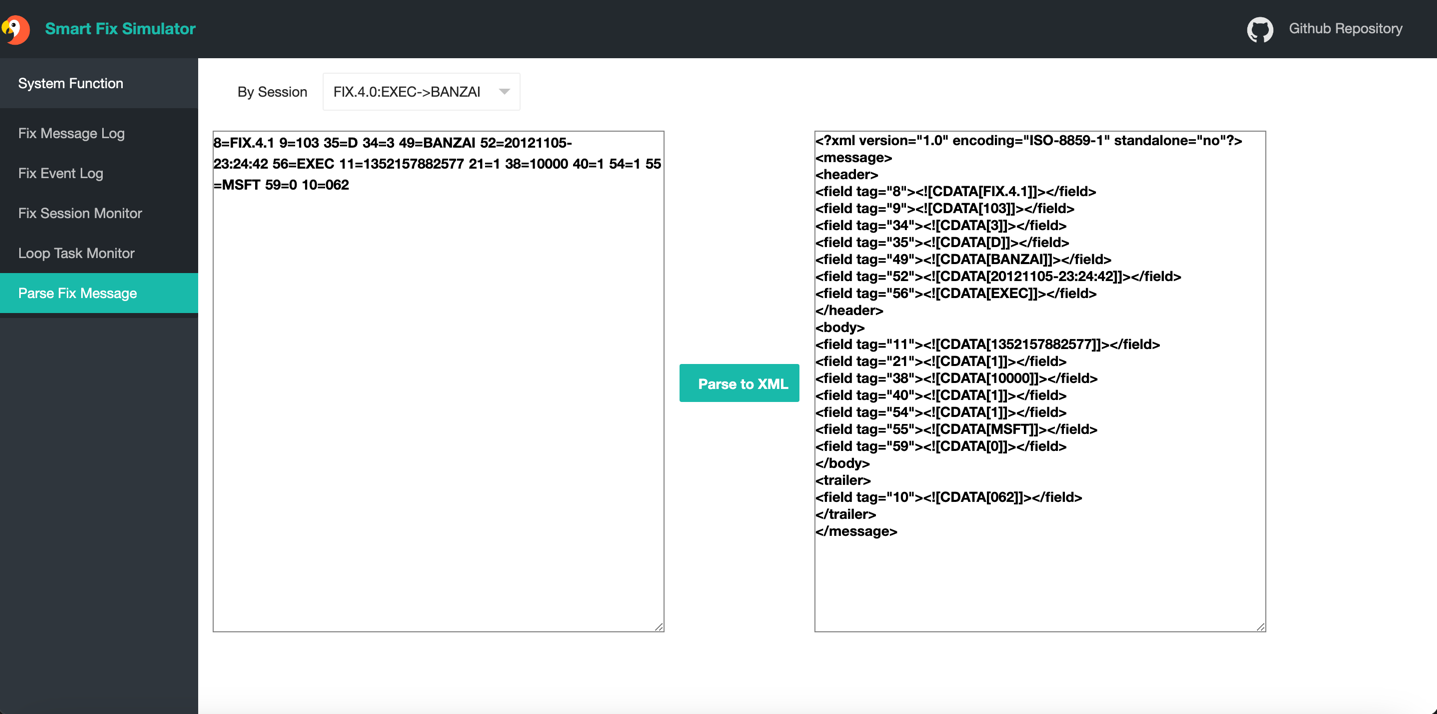 Smart Fix Simulator
Github Repository
System Function
Fix Message Log
Fix Event Log
Fix Session Monitor
Loop Task Monitor
Parse Fix Message
By Session
FIX.4.0:EXEC->BANZAI
8=FIX.4.1 9=103 35=D 34=3 49=BANZAI 52=20121105-
23:24:42 56=EXEC 11=1352157882577 21=1 38=10000 40=1 54=1 55
=MSFT 59=0 10=062
Parse to XML
<?xml version="1.0" encoding="ISO-8859-1" standalone="no"?>
<message>
<header>
<field tag="8"><![CDATA[FIX.4.1]]></field>
<field tag="9"><![CDATA[103]]></field>
<field tag="34"><![CDATA[3]]></field>
<field tag="35"><![CDATA[D]]></field>
<field tag="49"><![CDATA[BANZAI]]></field>
<field tag="52"><![CDATA[20121105-23:24:42]]></field>
<field tag="56"><![CDATA[EXEC]]></field>
</header>
<body>
<field tag="11"><![CDATA[1352157882577]]></field>
<field tag="21"><![CDATA[1]]></field>
<field tag="38"><![CDATA[10000]]></field>
<field tag="40"><![CDATA[1]]></field>
<field tag="54"><![CDATA[1]]></field>
<field tag="55"><![CDATA[MSFT]]></field>
<field tag="59"><![CDATA[0]]></field>
</body>
<trailer>
<field tag="10"><![CDATA[062]]></field>
</trailer>
</message>